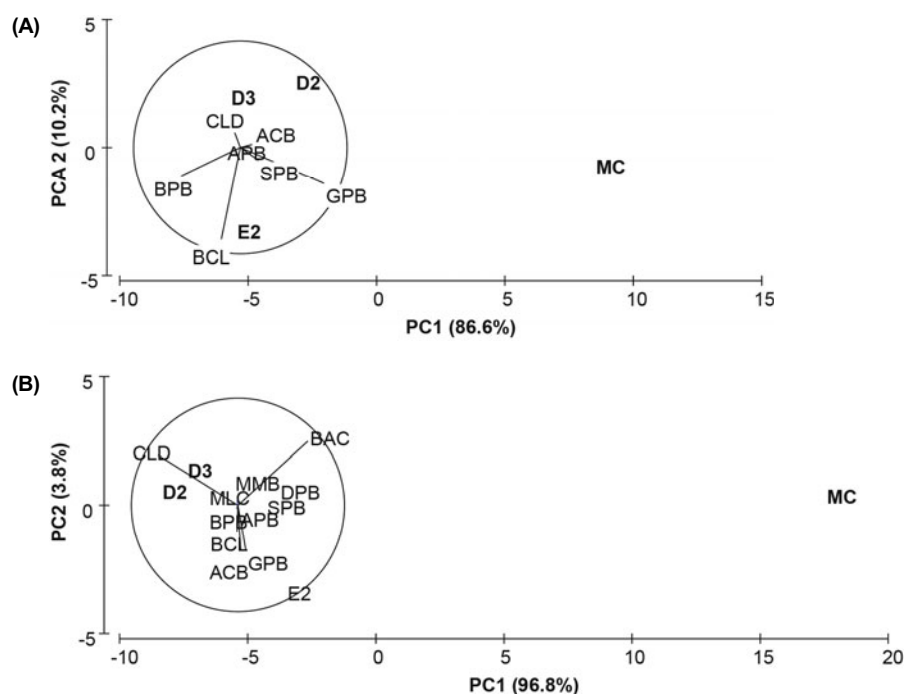 (A)
5
0
-5
PCA 2 (10.2%)
D2
D3
CLD
ACB
APB
SPB
BPB
GPB
E2
BCL
MC
-10 -5 0 5 10 15
PC1 (86.6%)
(B)
5
0
-5
PC2 (3.8%)
BAC
CLD
D3
D2
MMB
MLC
DPB
SPB
BPB
APB
BCL
GPB
ACB
E2
MC
-10 -5 0 5 10 15 20
PC1 (96.8%)